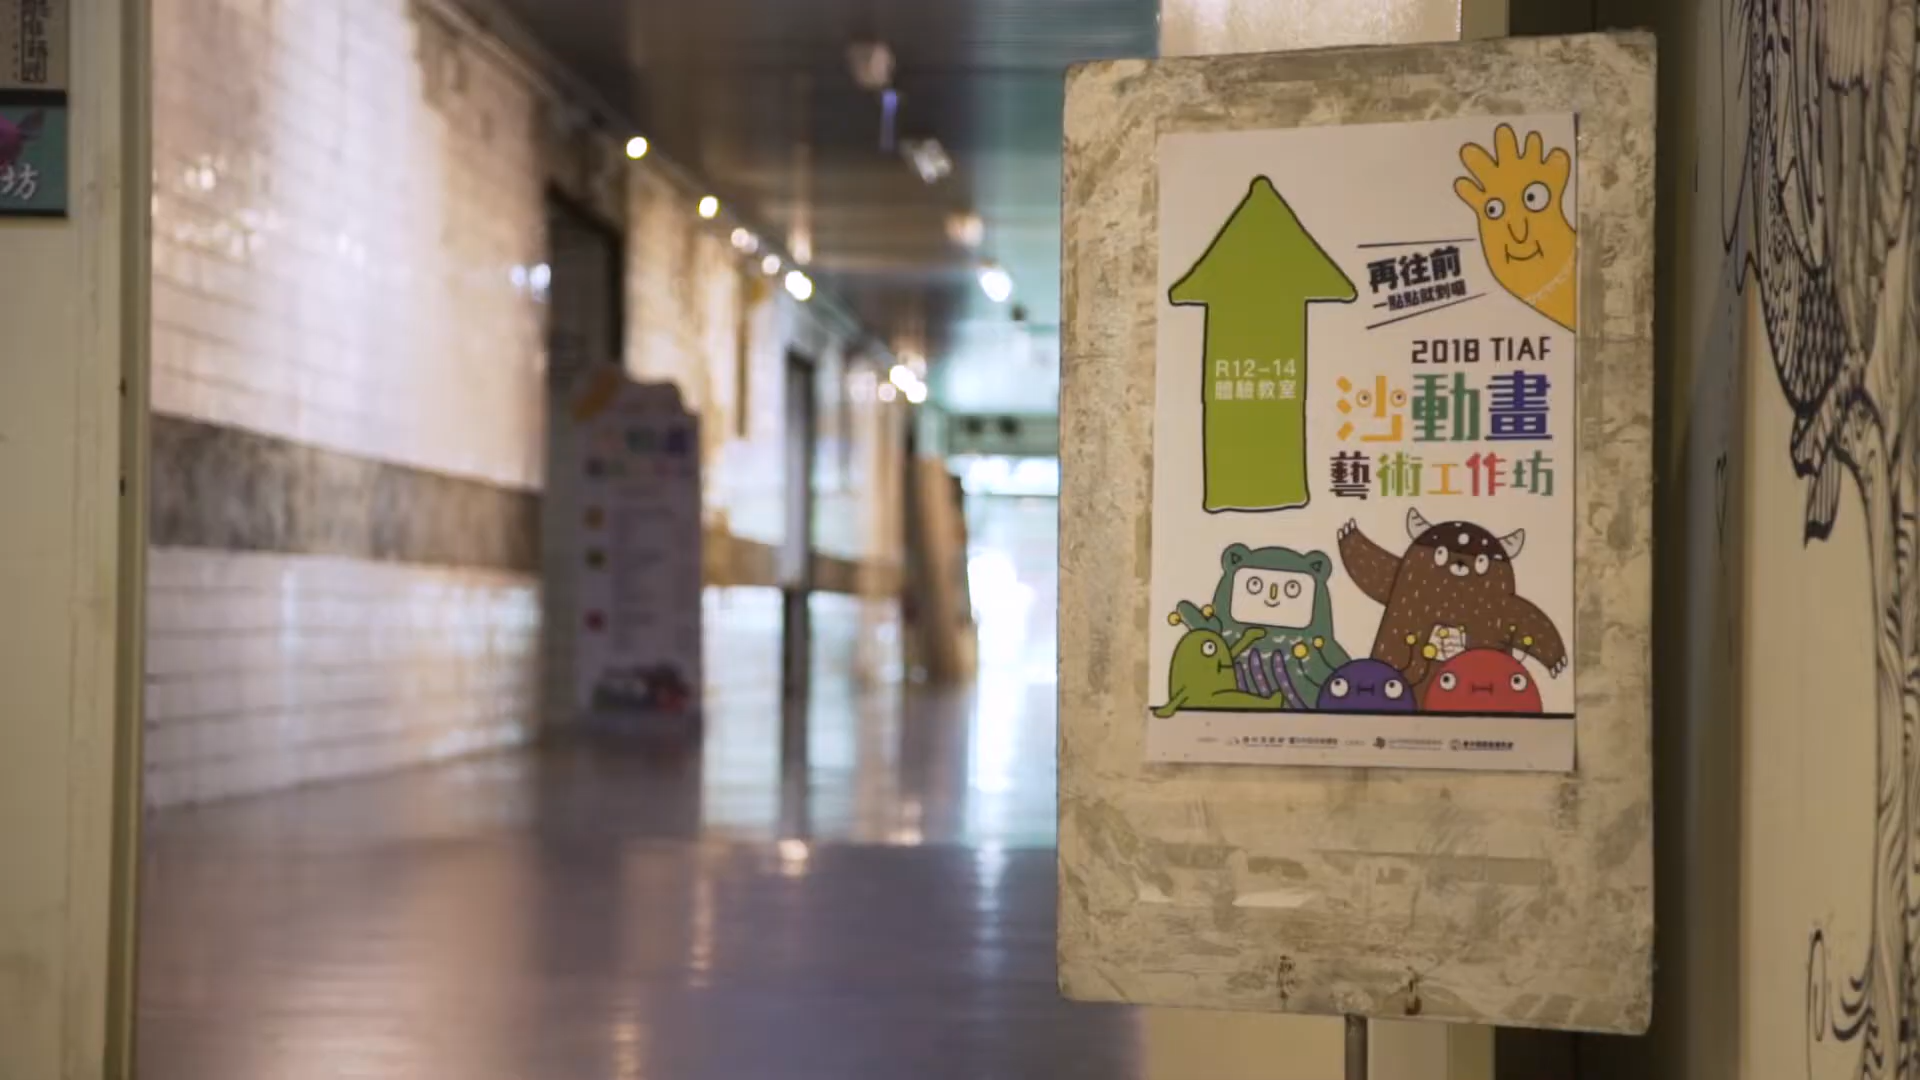 坊
再往前
一點點就到囉
R12-14
體驗教室
2018 TIAF
沙動畫
藝術工作坊